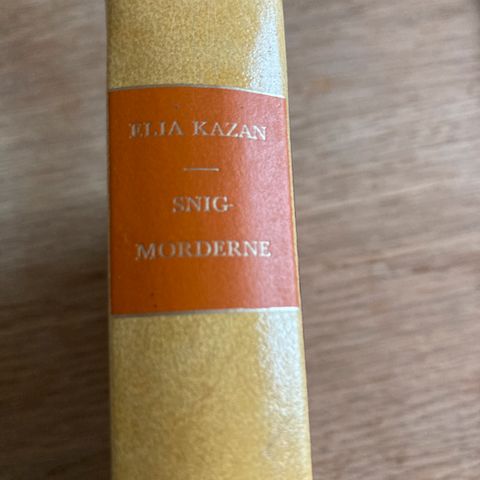 ELIA KAZAN
SNIG-
MORDERNE